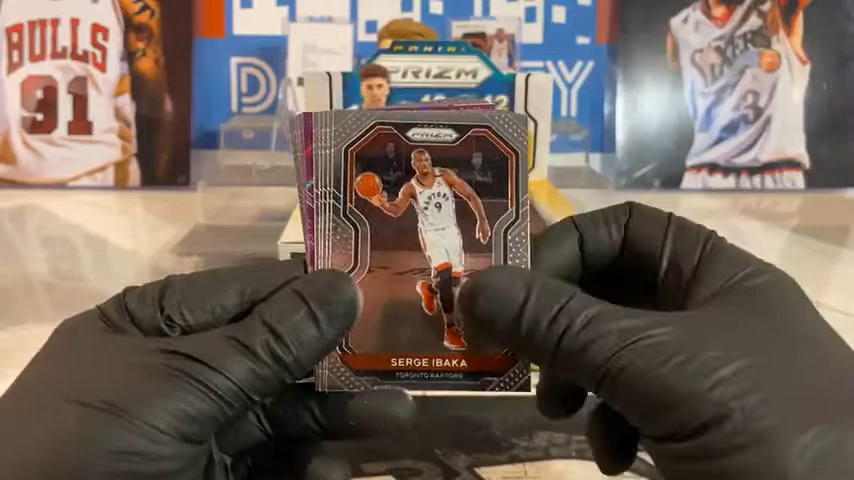 BULLS
91
PANINI
PRIZM
D
Y
SIXERS
3
PRIZM
RAPTORS
9
SERGE IBAKA
TORONTO RAPTORS